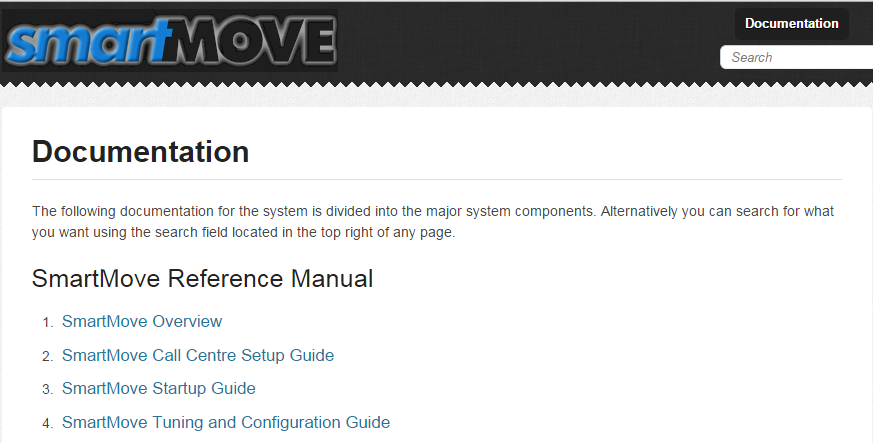 smartMOVE
Documentation
Search
Documentation
The following documentation for the system is divided into the major system components. Alternatively you can search for what
you want using the search field located in the top right of any page.
SmartMove Reference Manual
1. SmartMove Overview
2. SmartMove Call Centre Setup Guide
3. SmartMove Startup Guide
4. SmartMove Tuning and Configuration Guide